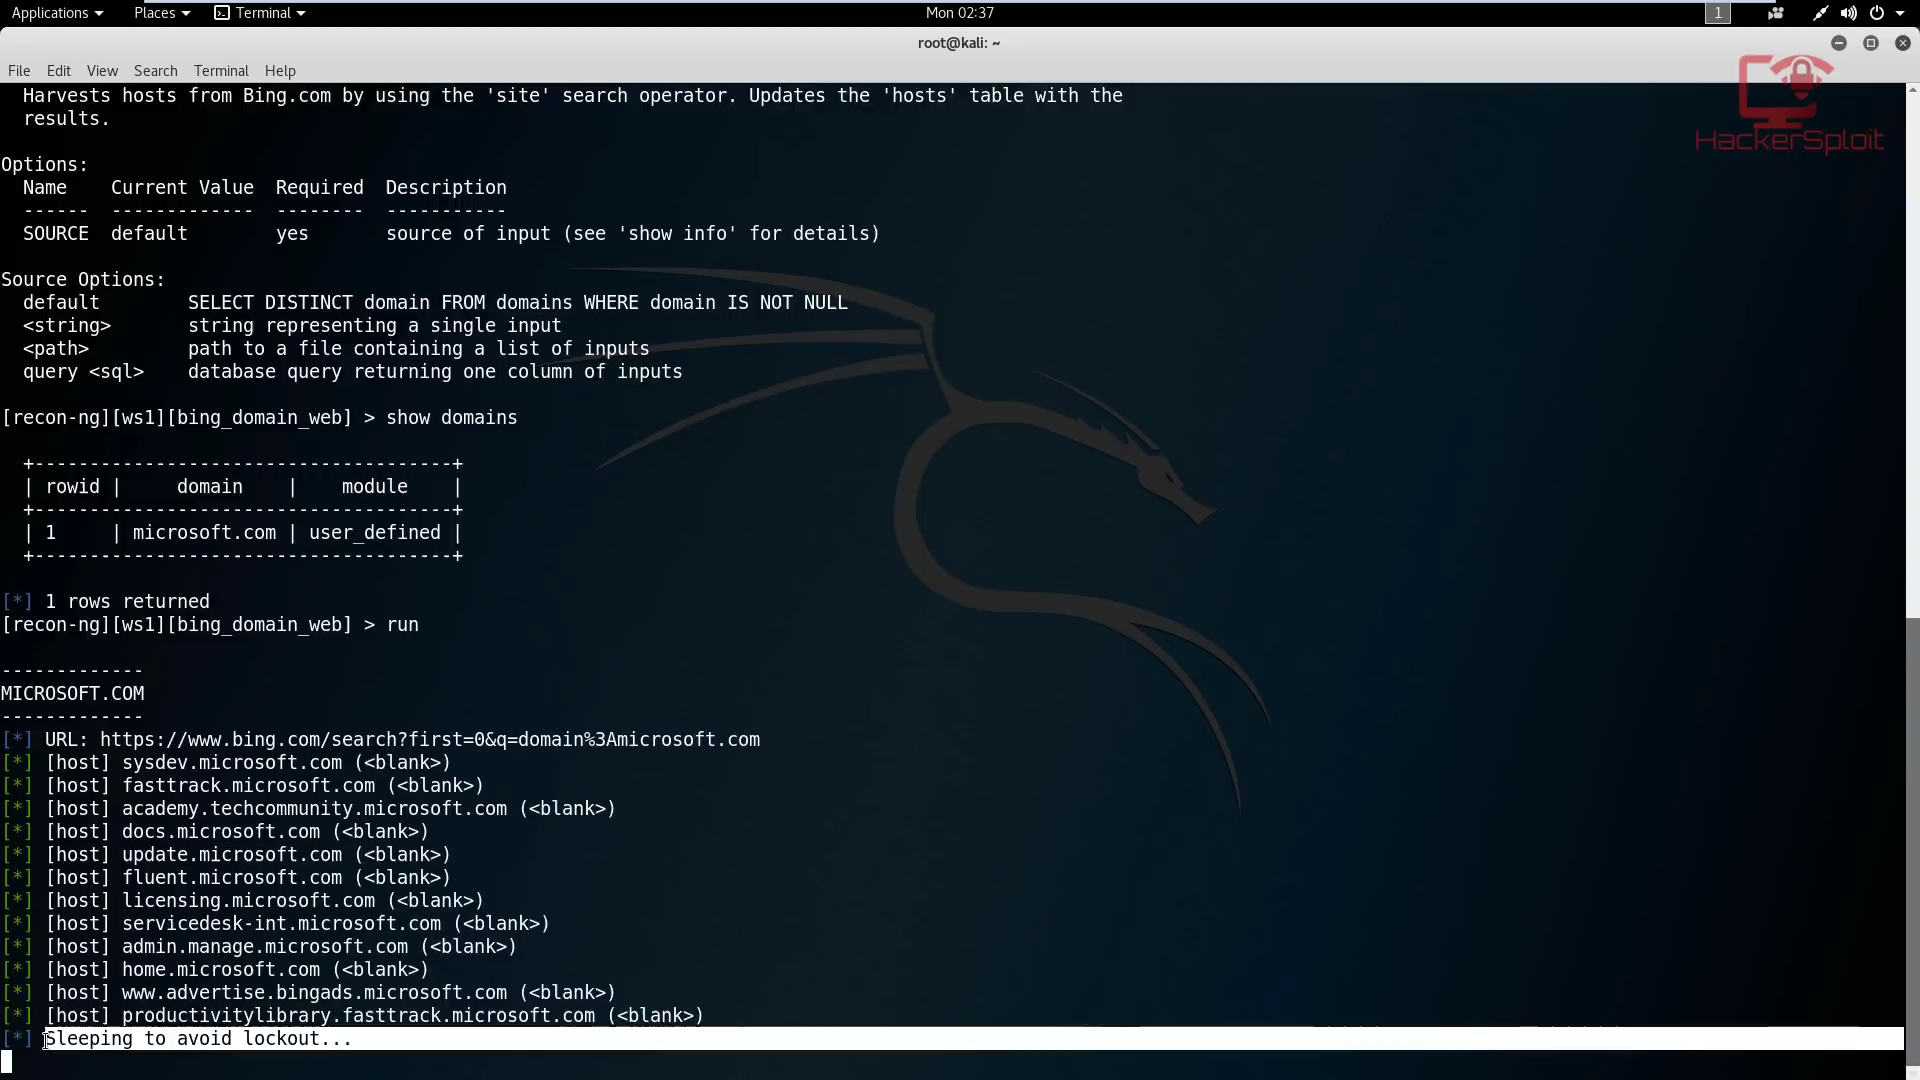 Applications Places Terminal Mon 02:37 1
root@kali: ~
File Edit View Search Terminal Help
HackerSploit
Harvests hosts from Bing.com by using the 'site' search operator. Updates the 'hosts' table with the
results.
Options:
Name Current Value Required Description
------ ------------- -------- -----------
SOURCE default yes source of input (see 'show info' for details)
Source Options:
default SELECT DISTINCT domain FROM domains WHERE domain IS NOT NULL
<string> string representing a single input
<path> path to a file containing a list of inputs
query <sql> database query returning one column of inputs
[recon-ng][ws1][bing_domain_web] > show domains
+--------------------------------------+
| rowid | domain | module |
+--------------------------------------+
| 1 | microsoft.com | user_defined |
+--------------------------------------+
[*] 1 rows returned
[recon-ng][ws1][bing_domain_web] > run
-------------
MICROSOFT.COM
-------------
[*] URL: https://www.bing.com/search?first=0&q=domain%3Amicrosoft.com
[*] [host] sysdev.microsoft.com (<blank>)
[*] [host] fasttrack.microsoft.com (<blank>)
[*] [host] academy.techcommunity.microsoft.com (<blank>)
[*] [host] docs.microsoft.com (<blank>)
[*] [host] update.microsoft.com (<blank>)
[*] [host] fluent.microsoft.com (<blank>)
[*] [host] licensing.microsoft.com (<blank>)
[*] [host] servicedesk-int.microsoft.com (<blank>)
[*] [host] admin.manage.microsoft.com (<blank>)
[*] [host] home.microsoft.com (<blank>)
[*] [host] www.advertise.bingads.microsoft.com (<blank>)
[*] [host] productivitylibrary.fasttrack.microsoft.com (<blank>)
[*] Sleeping to avoid lockout...